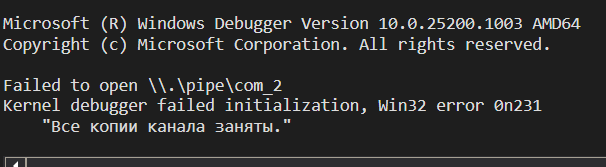 Microsoft (R) Windows Debugger Version 10.0.25200.1003 AMD64
Copyright (c) Microsoft Corporation. All rights reserved.
Failed to open \\.\pipe\com_2
Kernel debugger failed initialization, Win32 error 0n231
"Все копии канала заняты."